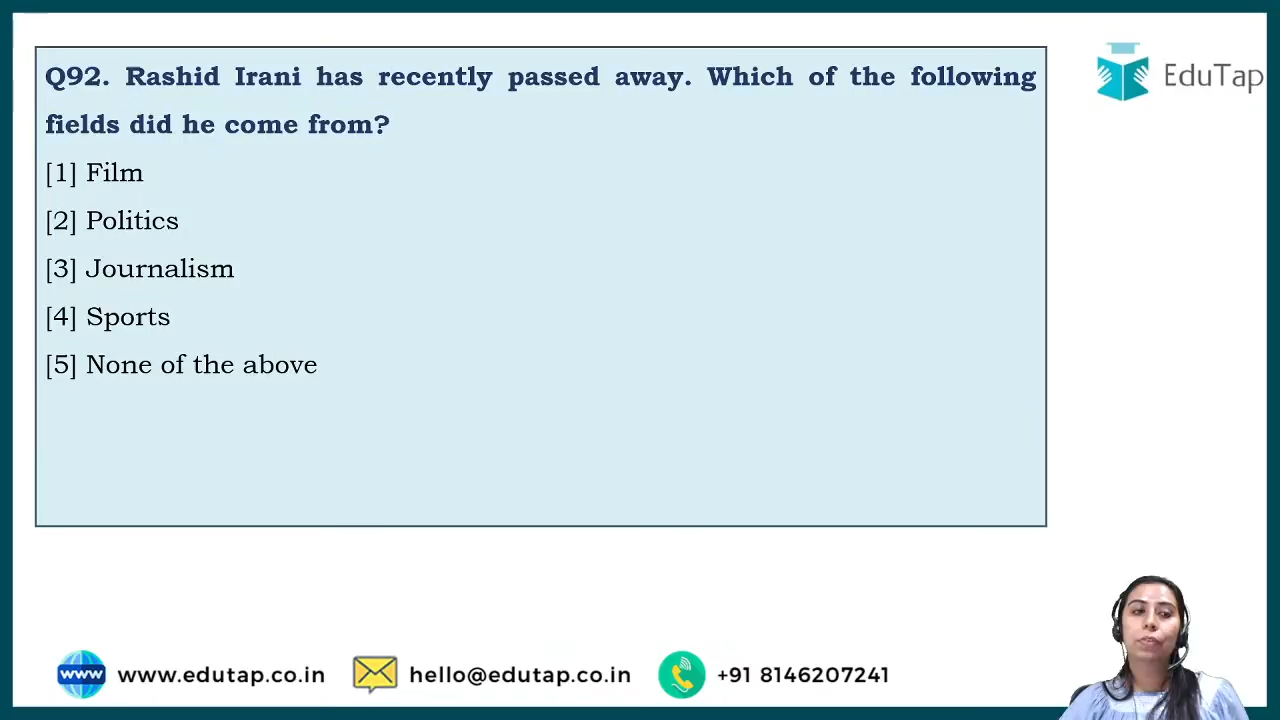 Q92. Rashid Irani has recently passed away. Which of the following
fields did he come from?
[1] Film
[2] Politics
[3] Journalism
[4] Sports
[5] None of the above
EduTap
www
www.edutap.co.in
hello@edutap.co.in
+91 8146207241